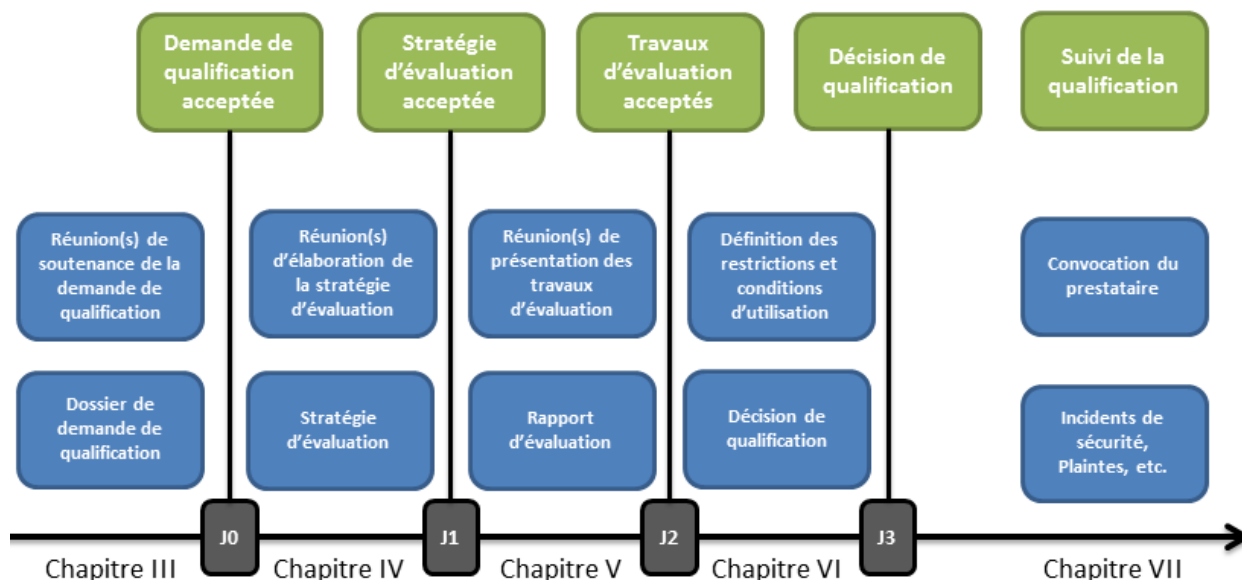 Demande de
qualification
acceptée
Stratégie
d'évaluation
acceptée
Travaux
d'évaluation
acceptés
Décision de
qualification
Suivi de la
qualification
Réunion(s) de
soutenance de la
demande de
qualification
Réunion(s)
d'élaboration de
la stratégie
d'évaluation
Réunion(s) de
présentation des
travaux
d'évaluation
Définition des
restrictions et
conditions
d'utilisation
Convocation du
prestataire
Dossier de
demande de
qualification
Stratégie
d'évaluation
Rapport
d'évaluation
Décision de
qualification
Incidents de
sécurité,
Plaintes, etc.
J0
J1
J2
J3
Chapitre III
Chapitre IV
Chapitre V
Chapitre VI
Chapitre VII